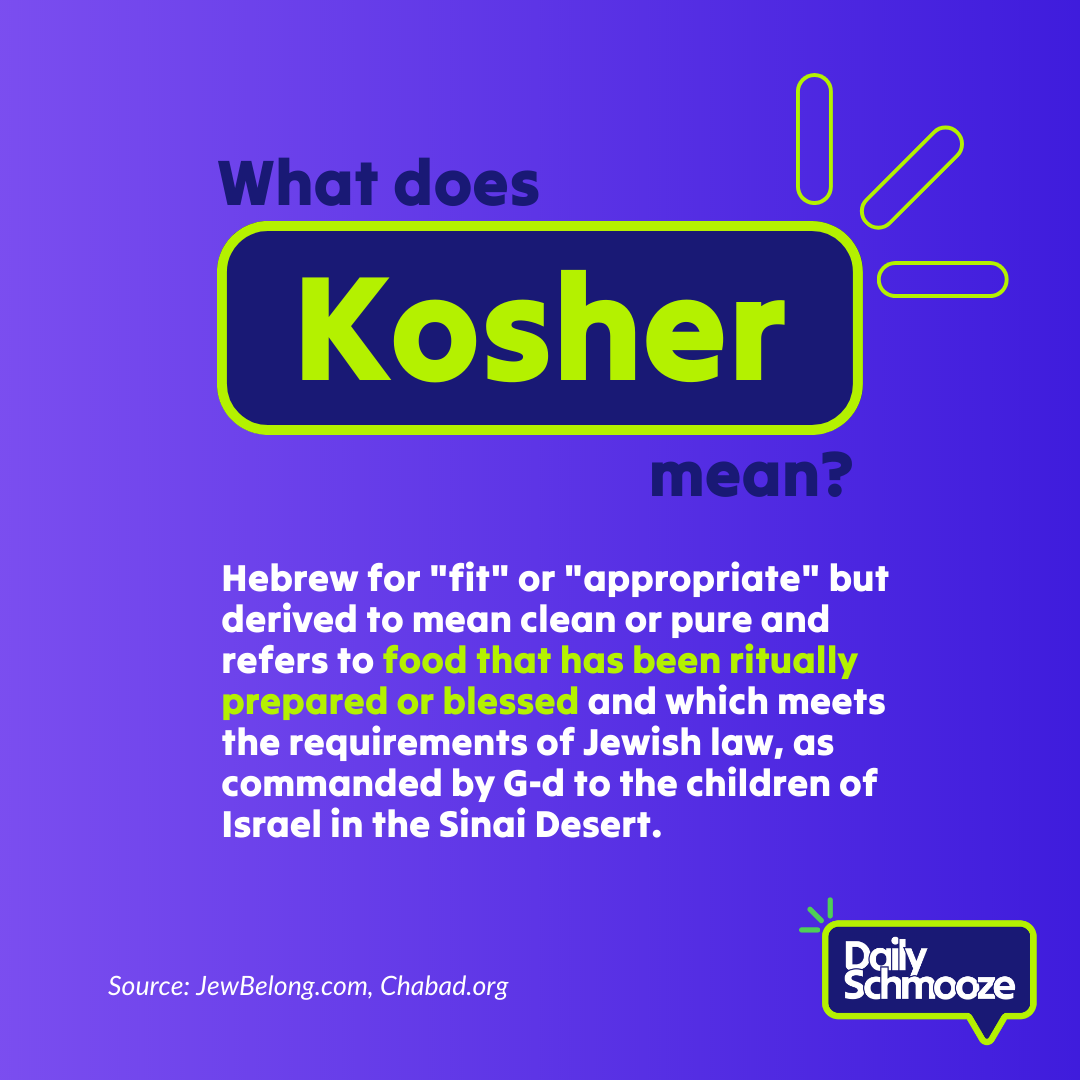 What does
Kosher
mean?
Hebrew for "fit" or "appropriate" but
derived to mean clean or pure and
refers to food that has been ritually
prepared or blessed and which meets
the requirements of Jewish law, as
commanded by G-d to the children of
Israel in the Sinai Desert.
Source: JewBelong.com, Chabad.org
Daily
Schmooze